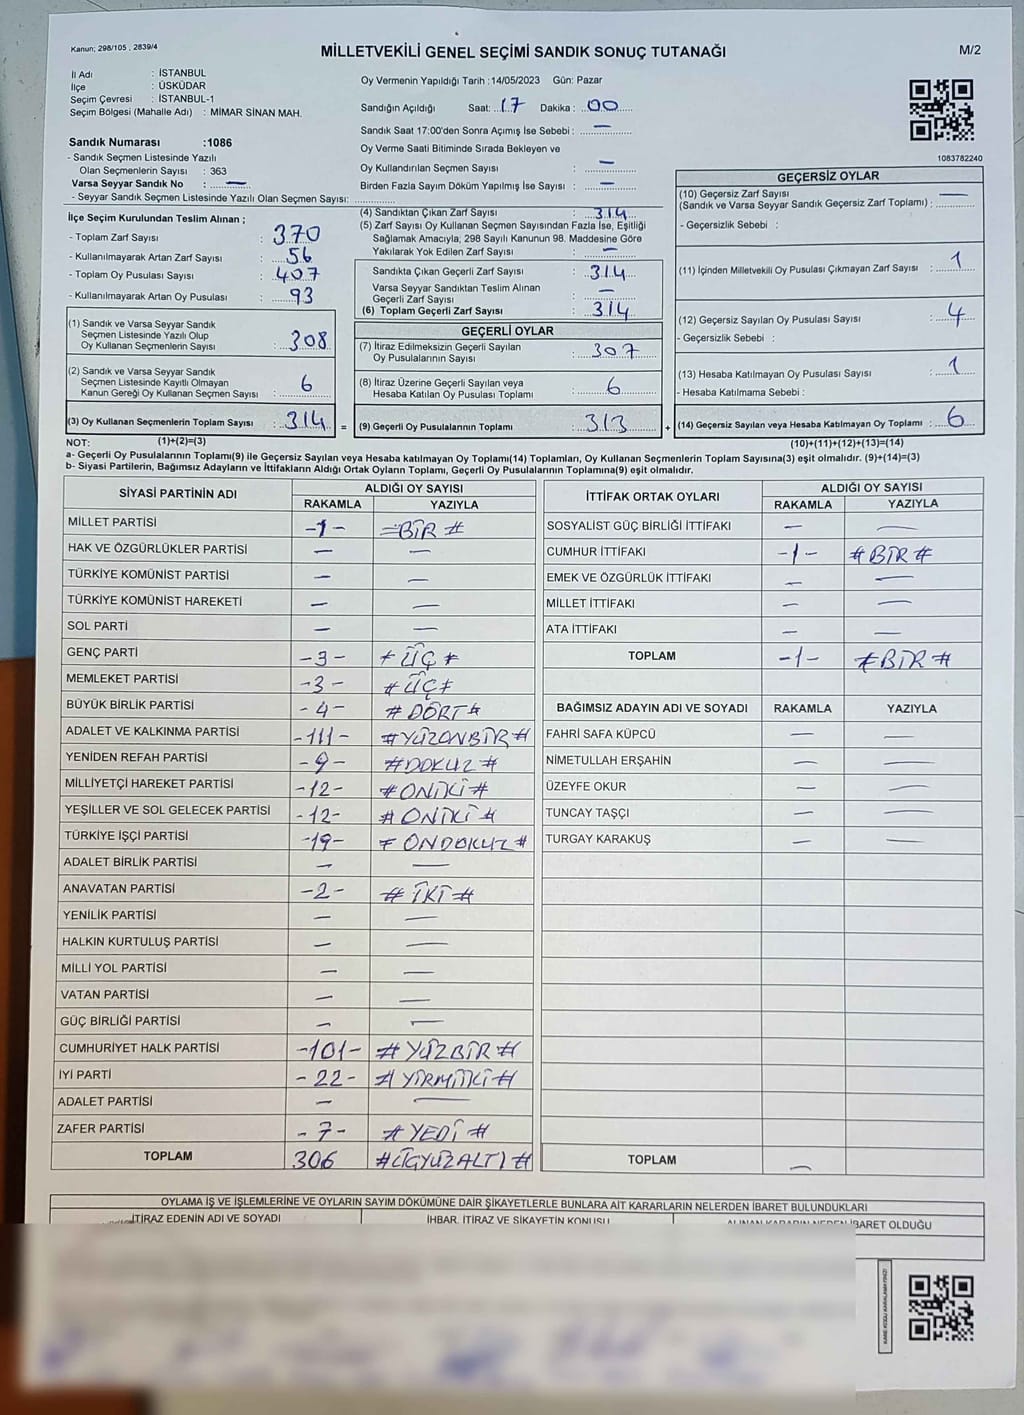 Kanun; 298/105 , 2839/4
MİLLETVEKİLİ GENEL SEÇİMİ SANDIK SONUÇ TUTANAĞI
M/2
İl Adı : İSTANBUL
İlçe : ÜSKÜDAR
Seçim Çevresi : İSTANBUL-1
Seçim Bölgesi (Mahalle Adı) : MİMAR SİNAN MAH.
Sandık Numarası :1086
- Sandık Seçmen Listesinde Yazılı
Olan Seçmenlerin Sayısı : 363
Varsa Seyyar Sandık No : —
- Seyyar Sandık Seçmen Listesinde Yazılı Olan Seçmen Sayısı:
Oy Vermenin Yapıldığı Tarih :14/05/2023 Gün: Pazar
Sandığın Açıldığı Saat: 17 Dakika : 00
Sandık Saat 17:00'den Sonra Açımış İse Sebebi : —
Oy Verme Saati Bitiminde Sırada Bekleyen ve
Oy Kullandırılan Seçmen Sayısı : —
Birden Fazla Sayım Döküm Yapılmış İse Sayısı : —
1083782240
İlçe Seçim Kurulundan Teslim Alınan ;
- Toplam Zarf Sayısı : 370
- Kullanılmayarak Artan Zarf Sayısı : 56
- Toplam Oy Pusulası Sayısı : 407
- Kullanılmayarak Artan Oy Pusulası : 93
(1) Sandık ve Varsa Seyyar Sandık
Seçmen Listesinde Yazılı Olup
Oy Kullanan Seçmenlerin Sayısı : 308
(2) Sandık ve Varsa Seyyar Sandık
Seçmen Listesinde Kayıtlı Olmayan
Kanun Gereği Oy Kullanan Seçmen Sayısı : 6
(3) Oy Kullanan Seçmenlerin Toplam Sayısı : 314 =
(4) Sandıktan Çıkan Zarf Sayısı : 314
(5) Zarf Sayısı Oy Kullanan Seçmen Sayısından Fazla İse, Eşitliği
Sağlamak Amacıyla; 298 Sayılı Kanunun 98. Maddesine Göre
Yakılarak Yok Edilen Zarf Sayısı : —
Sandıkta Çıkan Geçerli Zarf Sayısı : 314
Varsa Seyyar Sandıktan Teslim Alınan
Geçerli Zarf Sayısı : —
(6) Toplam Geçerli Zarf Sayısı : 314
GEÇERLİ OYLAR
(7) İtiraz Edilmeksizin Geçerli Sayılan
Oy Pusulalarının Sayısı : 307
(8) İtiraz Üzerine Geçerli Sayılan veya
Hesaba Katılan Oy Pusulası Toplamı : 6
(9) Geçerli Oy Pusulalarının Toplamı : 313 +
GEÇERSİZ OYLAR
(10) Geçersiz Zarf Sayısı
(Sandık ve Varsa Seyyar Sandık Geçersiz Zarf Toplamı) : —
- Geçersizlik Sebebi :
(11) İçinden Milletvekili Oy Pusulası Çıkmayan Zarf Sayısı : 1
(12) Geçersiz Sayılan Oy Pusulası Sayısı : 4
- Geçersizlik Sebebi :
(13) Hesaba Katılmayan Oy Pusulası Sayısı : 1
- Hesaba Katılmama Sebebi :
(14) Geçersiz Sayılan veya Hesaba Katılmayan Oy Toplamı : 6
NOT: (1)+(2)=(3)
(10)+(11)+(12)+(13)=(14)
a- Geçerli Oy Pusulalarının Toplamı(9) ile Geçersiz Sayılan veya Hesaba katılmayan Oy Toplamı(14) Toplamları, Oy Kullanan Seçmenlerin Toplam Sayısına(3) eşit olmalıdır. (9)+(14)=(3)
b- Siyasi Partilerin, Bağımsız Adayların ve İttifakların Aldığı Ortak Oyların Toplamı, Geçerli Oy Pusulalarının Toplamına(9) eşit olmalıdır.
SİYASİ PARTİNİN ADI
ALDIĞI OY SAYISI
RAKAMLA YAZIYLA
MİLLET PARTİSİ -1- =BİR #
HAK VE ÖZGÜRLÜKLER PARTİSİ — —
TÜRKİYE KOMÜNİST PARTİSİ — —
TÜRKİYE KOMÜNİST HAREKETİ — —
SOL PARTİ — —
GENÇ PARTİ -3- # ÜÇ #
MEMLEKET PARTİSİ -3- # ÜÇ #
BÜYÜK BİRLİK PARTİSİ -4- # DÖRT #
ADALET VE KALKINMA PARTİSİ -111- #YÜZONBİR #
YENİDEN REFAH PARTİSİ -9- #DOKUZ #
MİLLİYETÇİ HAREKET PARTİSİ -12- #ONİKİ #
YEŞİLLER VE SOL GELECEK PARTİSİ -12- # ONİKİ #
TÜRKİYE İŞÇİ PARTİSİ -19- # ONDOKUZ #
ADALET BİRLİK PARTİSİ — —
ANAVATAN PARTİSİ -2- # İKİ #
YENİLİK PARTİSİ — —
HALKIN KURTULUŞ PARTİSİ — —
MİLLİ YOL PARTİSİ — —
VATAN PARTİSİ — —
GÜÇ BİRLİĞİ PARTİSİ — —
CUMHURİYET HALK PARTİSİ -101- # YÜZBİR #
İYİ PARTİ -22- # YİRMİİKİ #
ADALET PARTİSİ — —
ZAFER PARTİSİ -7- # YEDİ #
TOPLAM 306 #ÜÇYÜZALTI #
İTTİFAK ORTAK OYLARI
ALDIĞI OY SAYISI
RAKAMLA YAZIYLA
SOSYALİST GÜÇ BİRLİĞİ İTTİFAKI — —
CUMHUR İTTİFAKI -1- # BİR #
EMEK VE ÖZGÜRLÜK İTTİFAKI — —
MİLLET İTTİFAKI — —
ATA İTTİFAKI — —
TOPLAM -1- # BİR #
BAĞIMSIZ ADAYIN ADI VE SOYADI RAKAMLA YAZIYLA
FAHRİ SAFA KÜPCÜ — —
NİMETULLAH ERŞAHİN — —
ÜZEYFE OKUR — —
TUNCAY TAŞÇI — —
TURGAY KARAKUŞ — —
TOPLAM —
OYLAMA İŞ VE İŞLEMLERİNE VE OYLARIN SAYIM DÖKÜMÜNE DAİR ŞİKAYETLERLE BUNLARA AİT KARARLARIN NELERDEN İBARET BULUNDUKLARI
İTİRAZ EDENİN ADI VE SOYADI
İHBAR, İTİRAZ VE ŞİKAYETİN KONUSU
ALINAN KARARIN NEDEN İBARET OLDUĞU